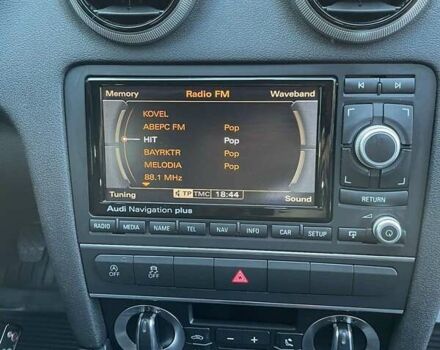 Memory Radio FM Waveband
KOVEL
АВЕРС FM Pop
HIT Pop
BAYRKTR Pop
MELODIA Pop
88.1 MHz
Tuning TP TMC 18:44 Sound
Audi Navigation plus
RETURN
RADIO MEDIA NAME TEL NAV INFO CAR SETUP
OFF OFF